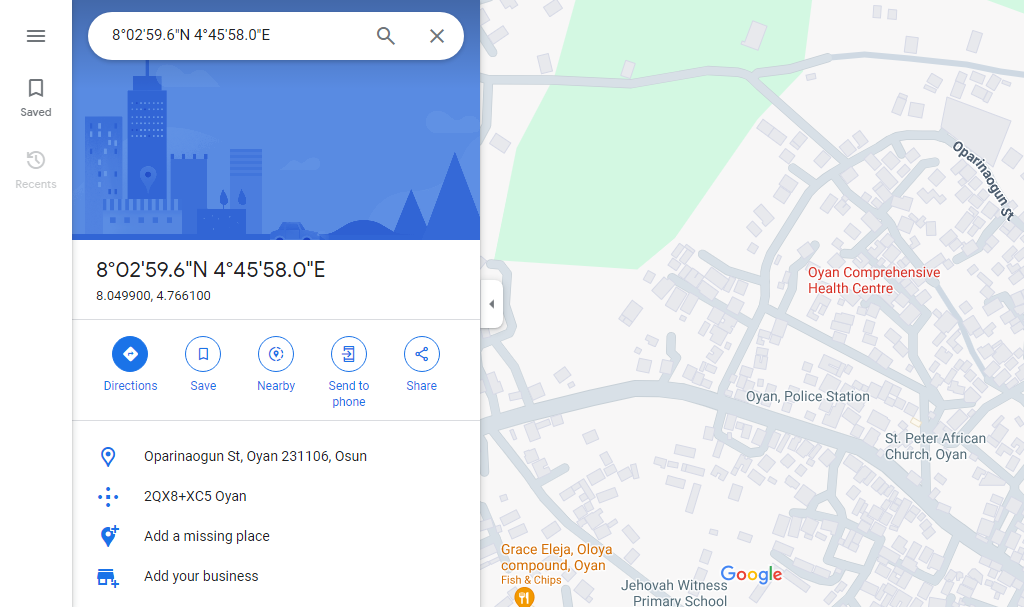 8°02'59.6"N 4°45'58.0"E
Saved
Recents
8°02'59.6"N 4°45'58.0"E
8.049900, 4.766100
Directions
Save
Nearby
Send to
phone
Share
Oparinaogun St, Oyan 231106, Osun
2QX8+XC5 Oyan
Add a missing place
Add your business
Oparinaogun St
Oyan Comprehensive
Health Centre
Oyan, Police Station
St. Peter African
Church, Oyan
Grace Eleja, Oloya
compound, Oyan
Fish & Chips
Google
Jehovah Witness
Primary School